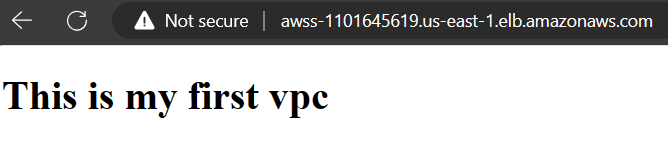 Not secure awss-1101645619.us-east-1.elb.amazonaws.com
This is my first vpc